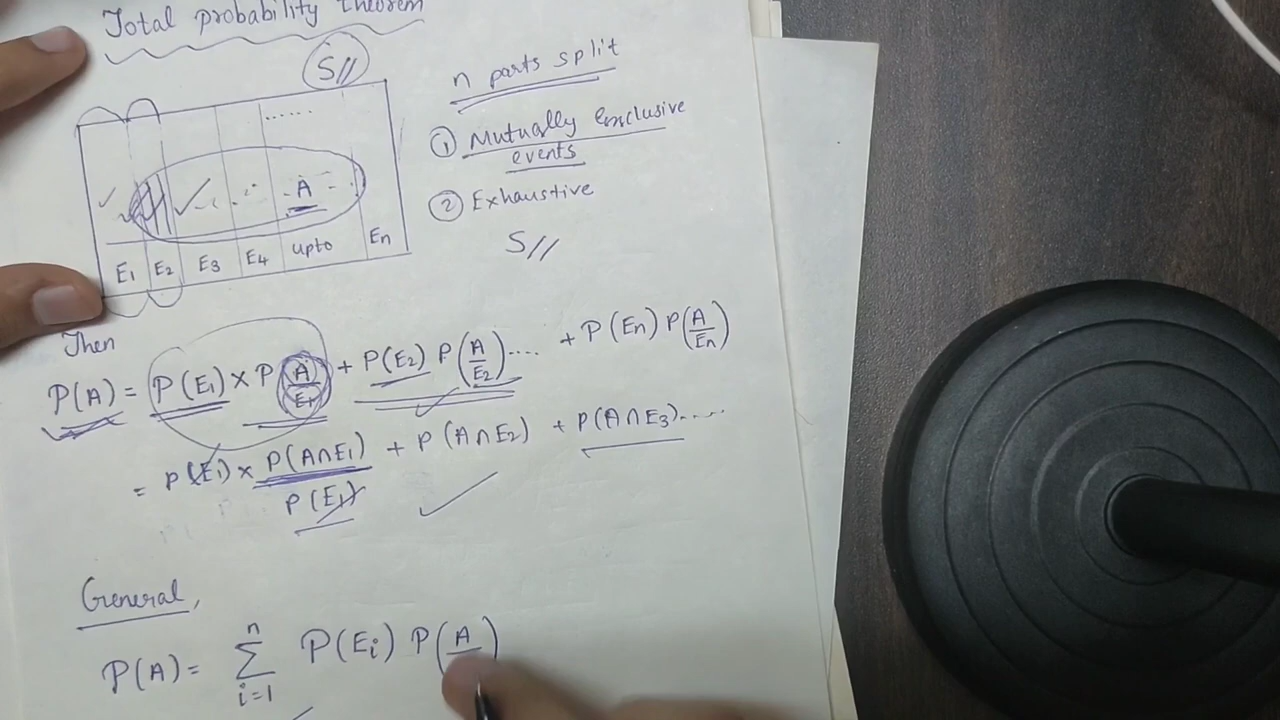 Total probability theorem
S//
n parts split
① Mutually exclusive
events
② Exhaustive
S//
......
A
E1 E2 E3 E4 upto En
Then
P(A) = P(E1) × P(A/E1) + P(E2) P(A/E2).... + P(En) P(A/En)
= P(E1) × P(A∩E1)/P(E1) + P(A∩E2) + P(A∩E3).....
General,
P(A) = ∑ i=1 n P(Ei) P(A